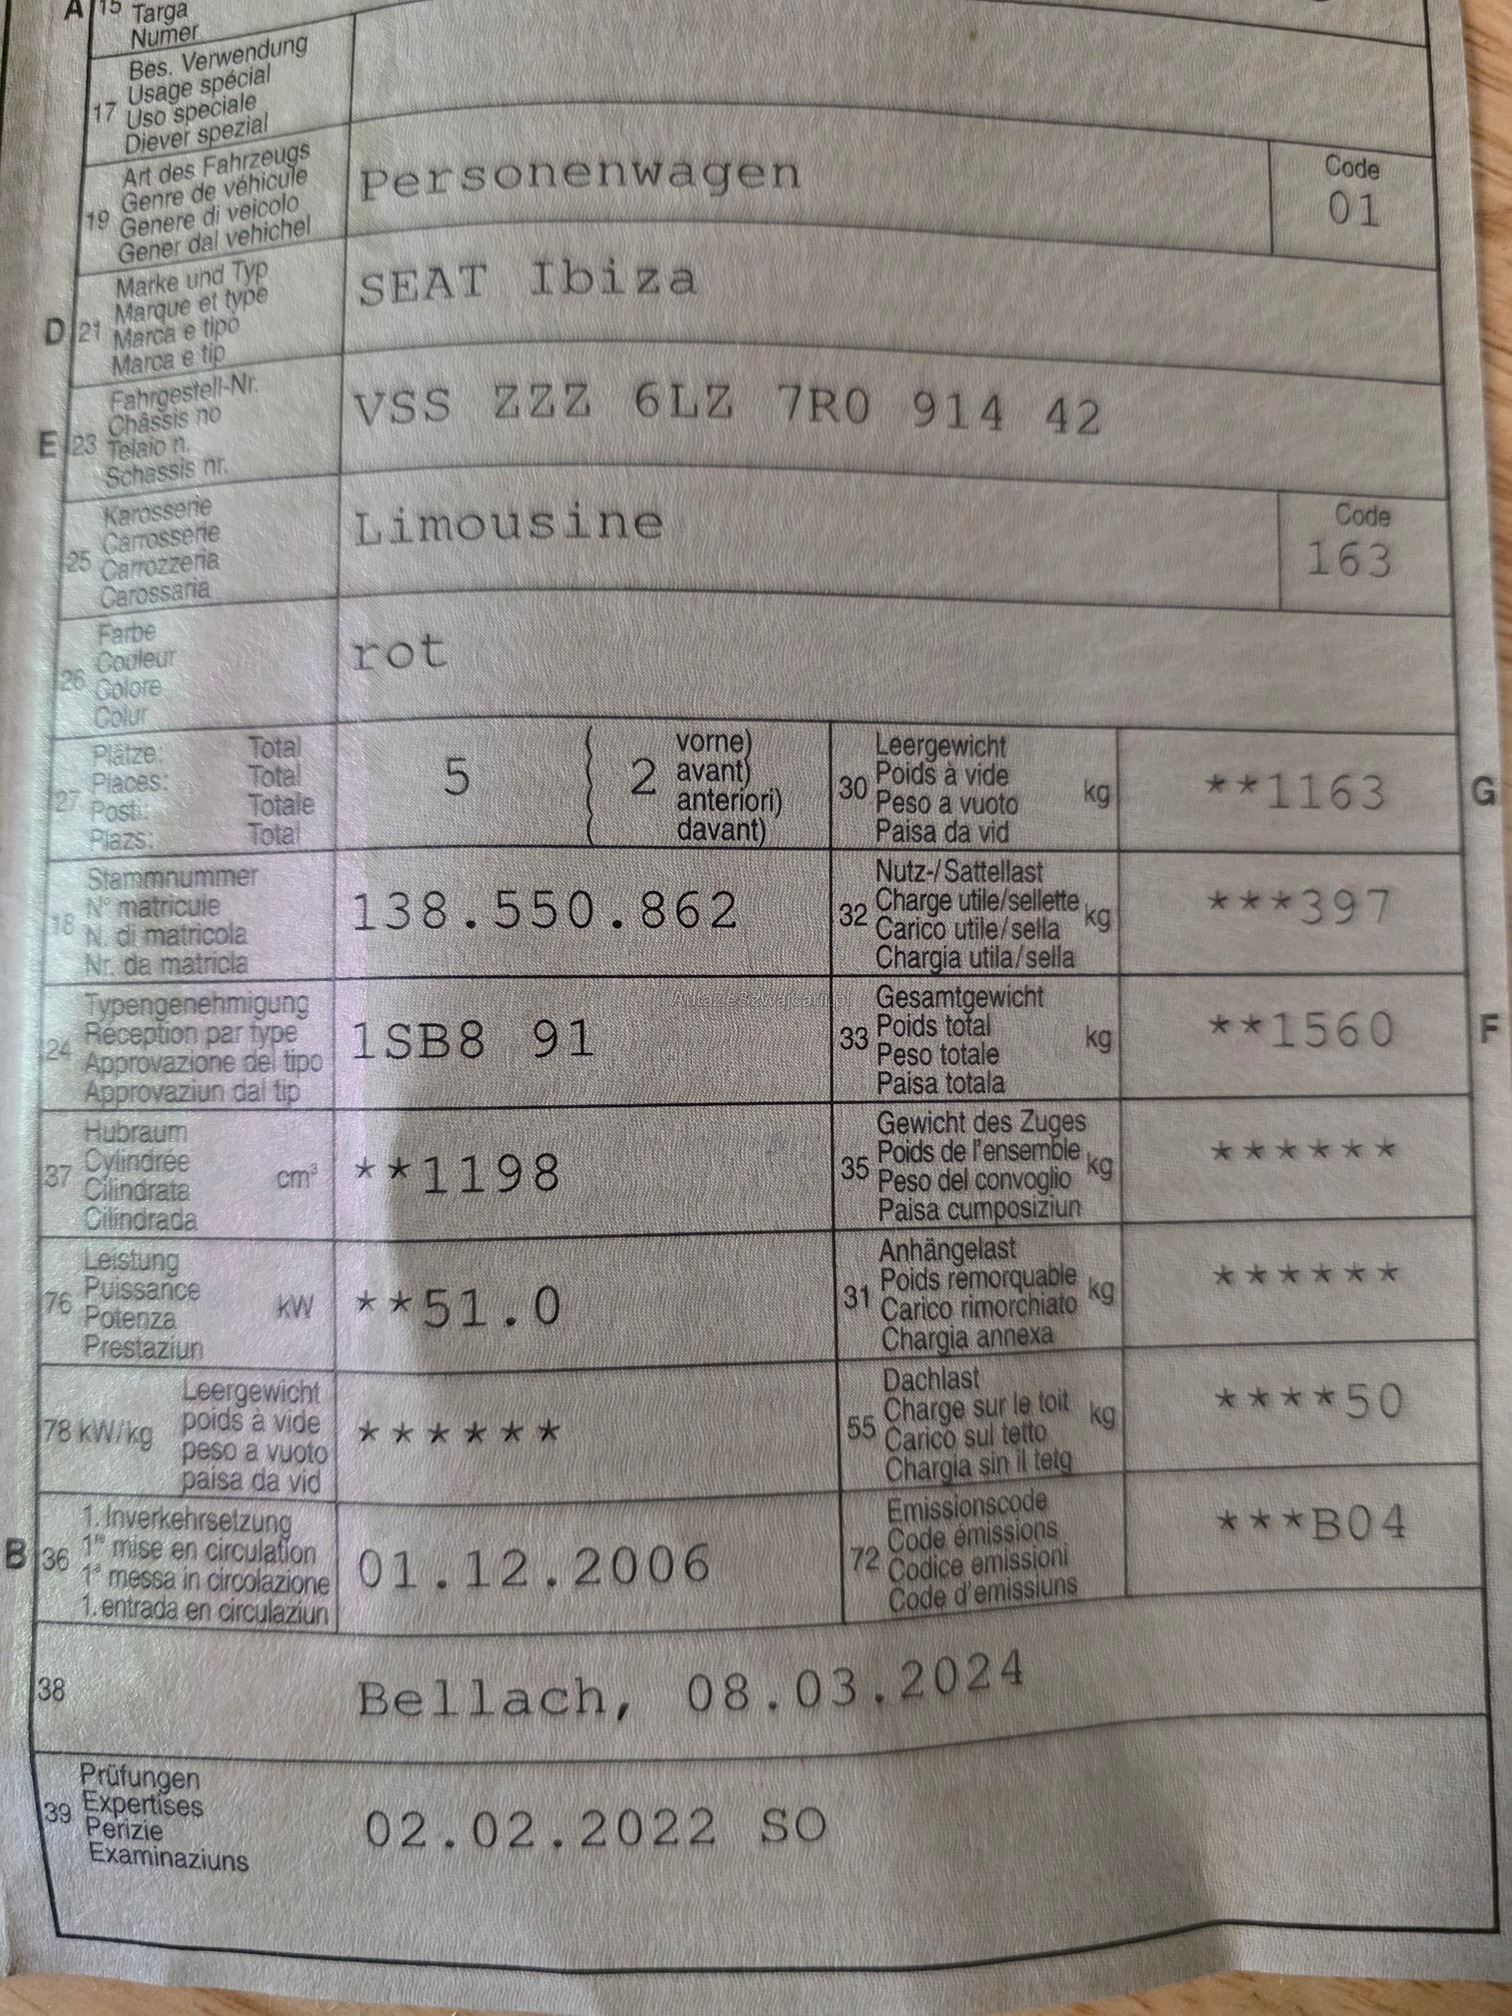 A 15 Targa
Numer
Bes. Verwendung
Usage spécial
17 Uso speciale
Diever spezial
Art des Fahrzeugs
Genre de véhicule
19 Genere di veicolo
Gener dal vehichel
Personenwagen
Code
01
Marke und Typ
Marque et type
D 21 Marca e tipo
Marca e tip
SEAT Ibiza
Fahrgestell-Nr.
Châssis no
E 23 Telaio n.
Schassis nr.
VSS ZZZ 6LZ 7R0 914 42
Karosserie
Carrosserie
25 Carrozzeria
Carossaria
Limousine
Code
163
Farbe
Couleur
26 Colore
Colur
rot
Plätze: Total
Places: Total
27 Posti: Totale
Plazs: Total
5 { 2
vorne)
avant)
anteriori)
davant)
Leergewicht
30 Poids à vide kg
Peso a vuoto
Paisa da vid
**1163 G
Stammnummer
18 N° matricule
N. di matricola
Nr. da matricla
138.550.862
Nutz-/Sattellast
32 Charge utile/sellette kg
Carico utile/sella
Chargia utila/sella
***397
Typengenehmigung
24 Réception par type
Approvazione del tipo
Approvaziun dal tip
1SB8 91
AutazeSzwajcarii.pl
Gesamtgewicht
33 Poids total kg
Peso totale
Paisa totala
**1560 F
Hubraum
37 Cylindrée cm³
Cilindrata
Cilindrada
**1198
Gewicht des Zuges
35 Poids de l'ensemble kg
Peso del convoglio
Paisa cumposiziun
******
Leistung
76 Puissance kW
Potenza
Prestaziun
**51.0
Anhängelast
31 Poids remorquable kg
Carico rimorchiato
Chargia annexa
******
Leergewicht
78 kW/kg poids à vide
peso a vuoto
paisa da vid
******
Dachlast
55 Charge sur le toit kg
Carico sul tetto
Chargia sin il tetg
****50
1. Inverkehrsetzung
B 36 1re mise en circulation
1a messa in circolazione
1. entrada en circulaziun
01.12.2006
Emissionscode
72 Code émissions
Codice emissioni
Code d'emissiuns
***B04
38 Bellach, 08.03.2024
Prüfungen
39 Expertises
Perizie
Examinaziuns
02.02.2022 SO